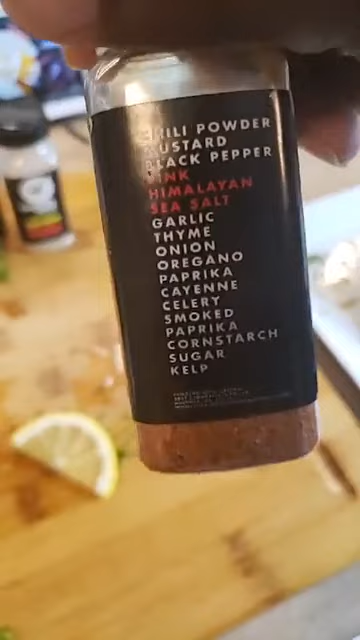 CHILI POWDER
MUSTARD
BLACK PEPPER
PINK
HIMALAYAN
SEA SALT
GARLIC
THYME
ONION
OREGANO
PAPRIKA
CAYENNE
CELERY
SMOKED
PAPRIKA
CORNSTARCH
SUGAR
KELP